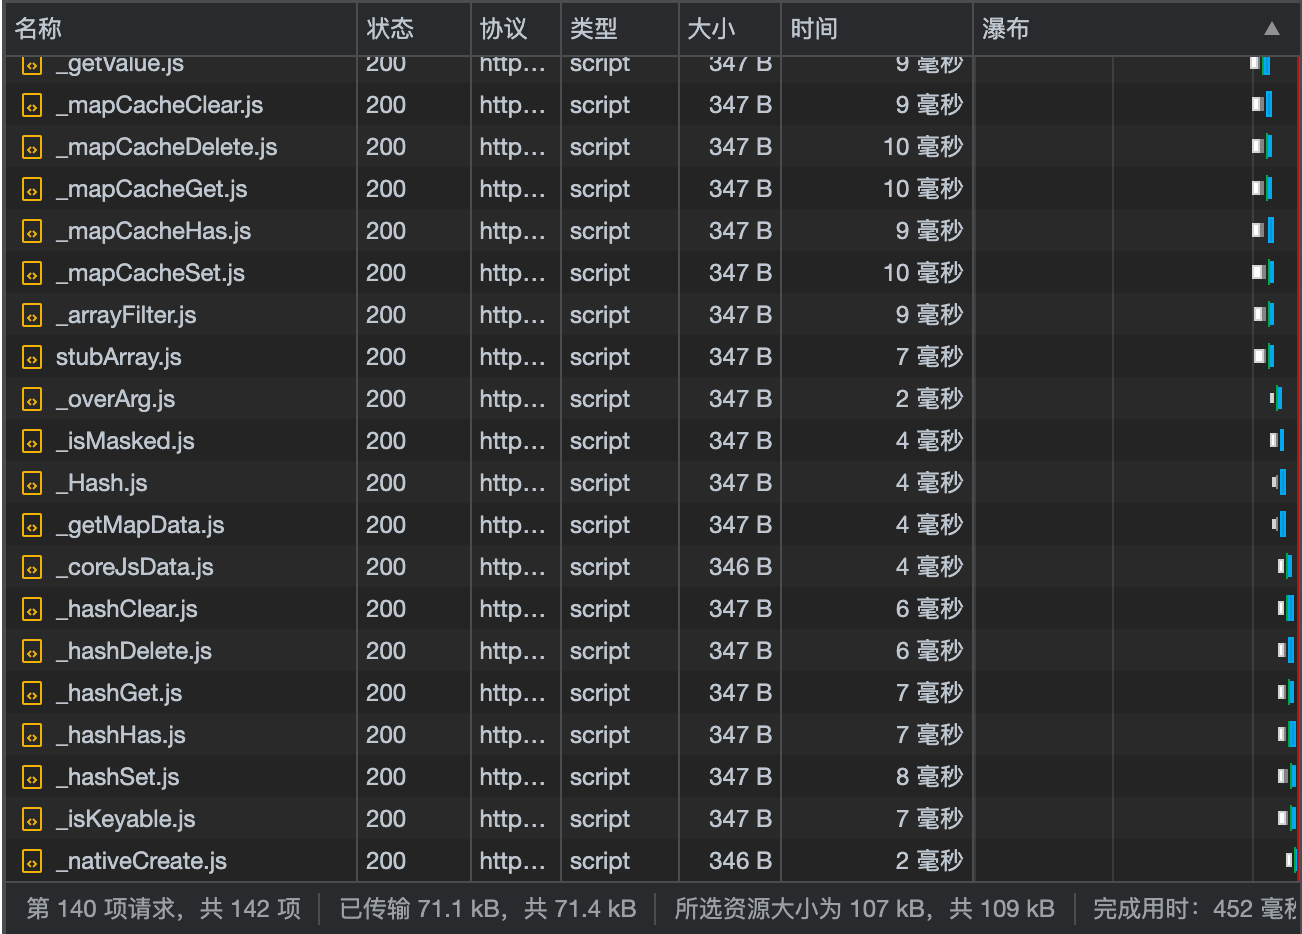 名称 状态 协议 类型 大小 时间 瀑布
_getValue.js 200 http... script 347 B 9 毫秒
_mapCacheClear.js 200 http... script 347 B 9 毫秒
_mapCacheDelete.js 200 http... script 347 B 10 毫秒
_mapCacheGet.js 200 http... script 347 B 10 毫秒
_mapCacheHas.js 200 http... script 347 B 9 毫秒
_mapCacheSet.js 200 http... script 347 B 10 毫秒
_arrayFilter.js 200 http... script 347 B 9 毫秒
stubArray.js 200 http... script 347 B 7 毫秒
_overArg.js 200 http... script 347 B 2 毫秒
_isMasked.js 200 http... script 347 B 4 毫秒
_Hash.js 200 http... script 347 B 4 毫秒
_getMapData.js 200 http... script 347 B 4 毫秒
_coreJsData.js 200 http... script 346 B 4 毫秒
_hashClear.js 200 http... script 347 B 6 毫秒
_hashDelete.js 200 http... script 347 B 6 毫秒
_hashGet.js 200 http... script 347 B 7 毫秒
_hashHas.js 200 http... script 347 B 7 毫秒
_hashSet.js 200 http... script 347 B 8 毫秒
_isKeyable.js 200 http... script 347 B 7 毫秒
_nativeCreate.js 200 http... script 346 B 2 毫秒
第 140 项请求，共 142 项 已传输 71.1 kB，共 71.4 kB 所选资源大小为 107 kB，共 109 kB 完成用时：452 毫秒